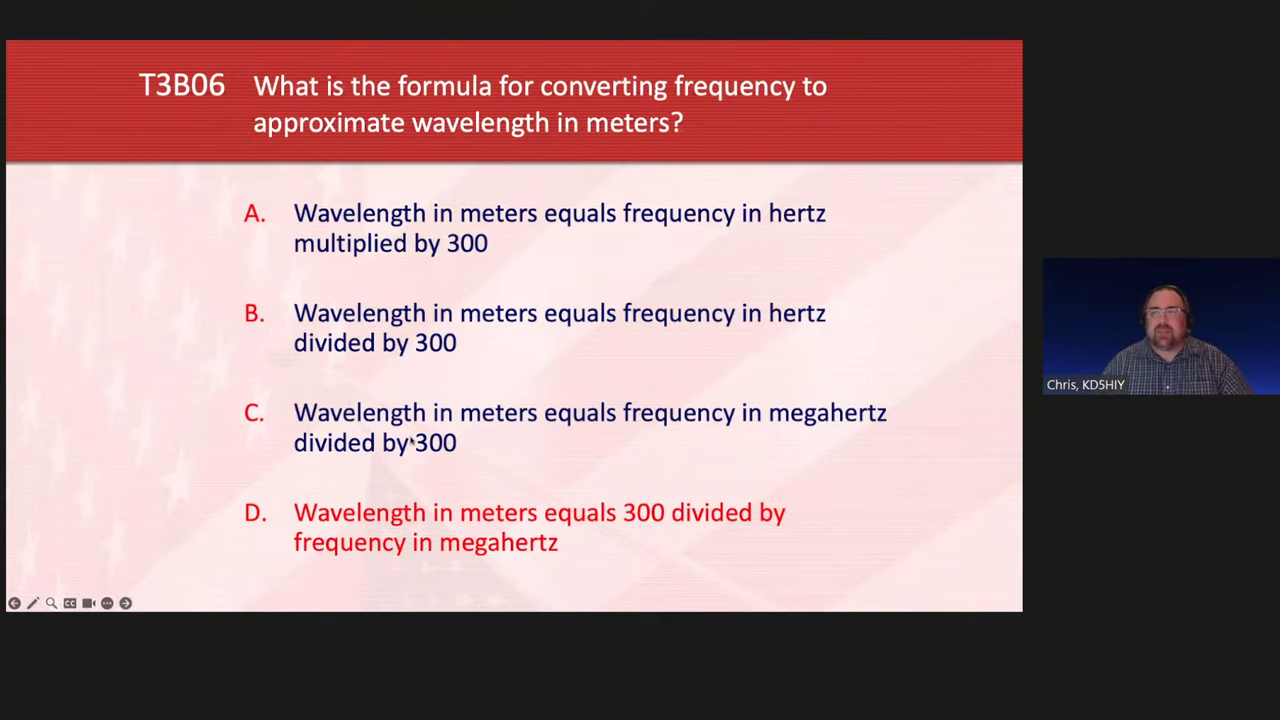 T3B06 What is the formula for converting frequency to
approximate wavelength in meters?
A. Wavelength in meters equals frequency in hertz
multiplied by 300
B. Wavelength in meters equals frequency in hertz
divided by 300
C. Wavelength in meters equals frequency in megahertz
divided by 300
D. Wavelength in meters equals 300 divided by
frequency in megahertz
Chris, KD5HIY